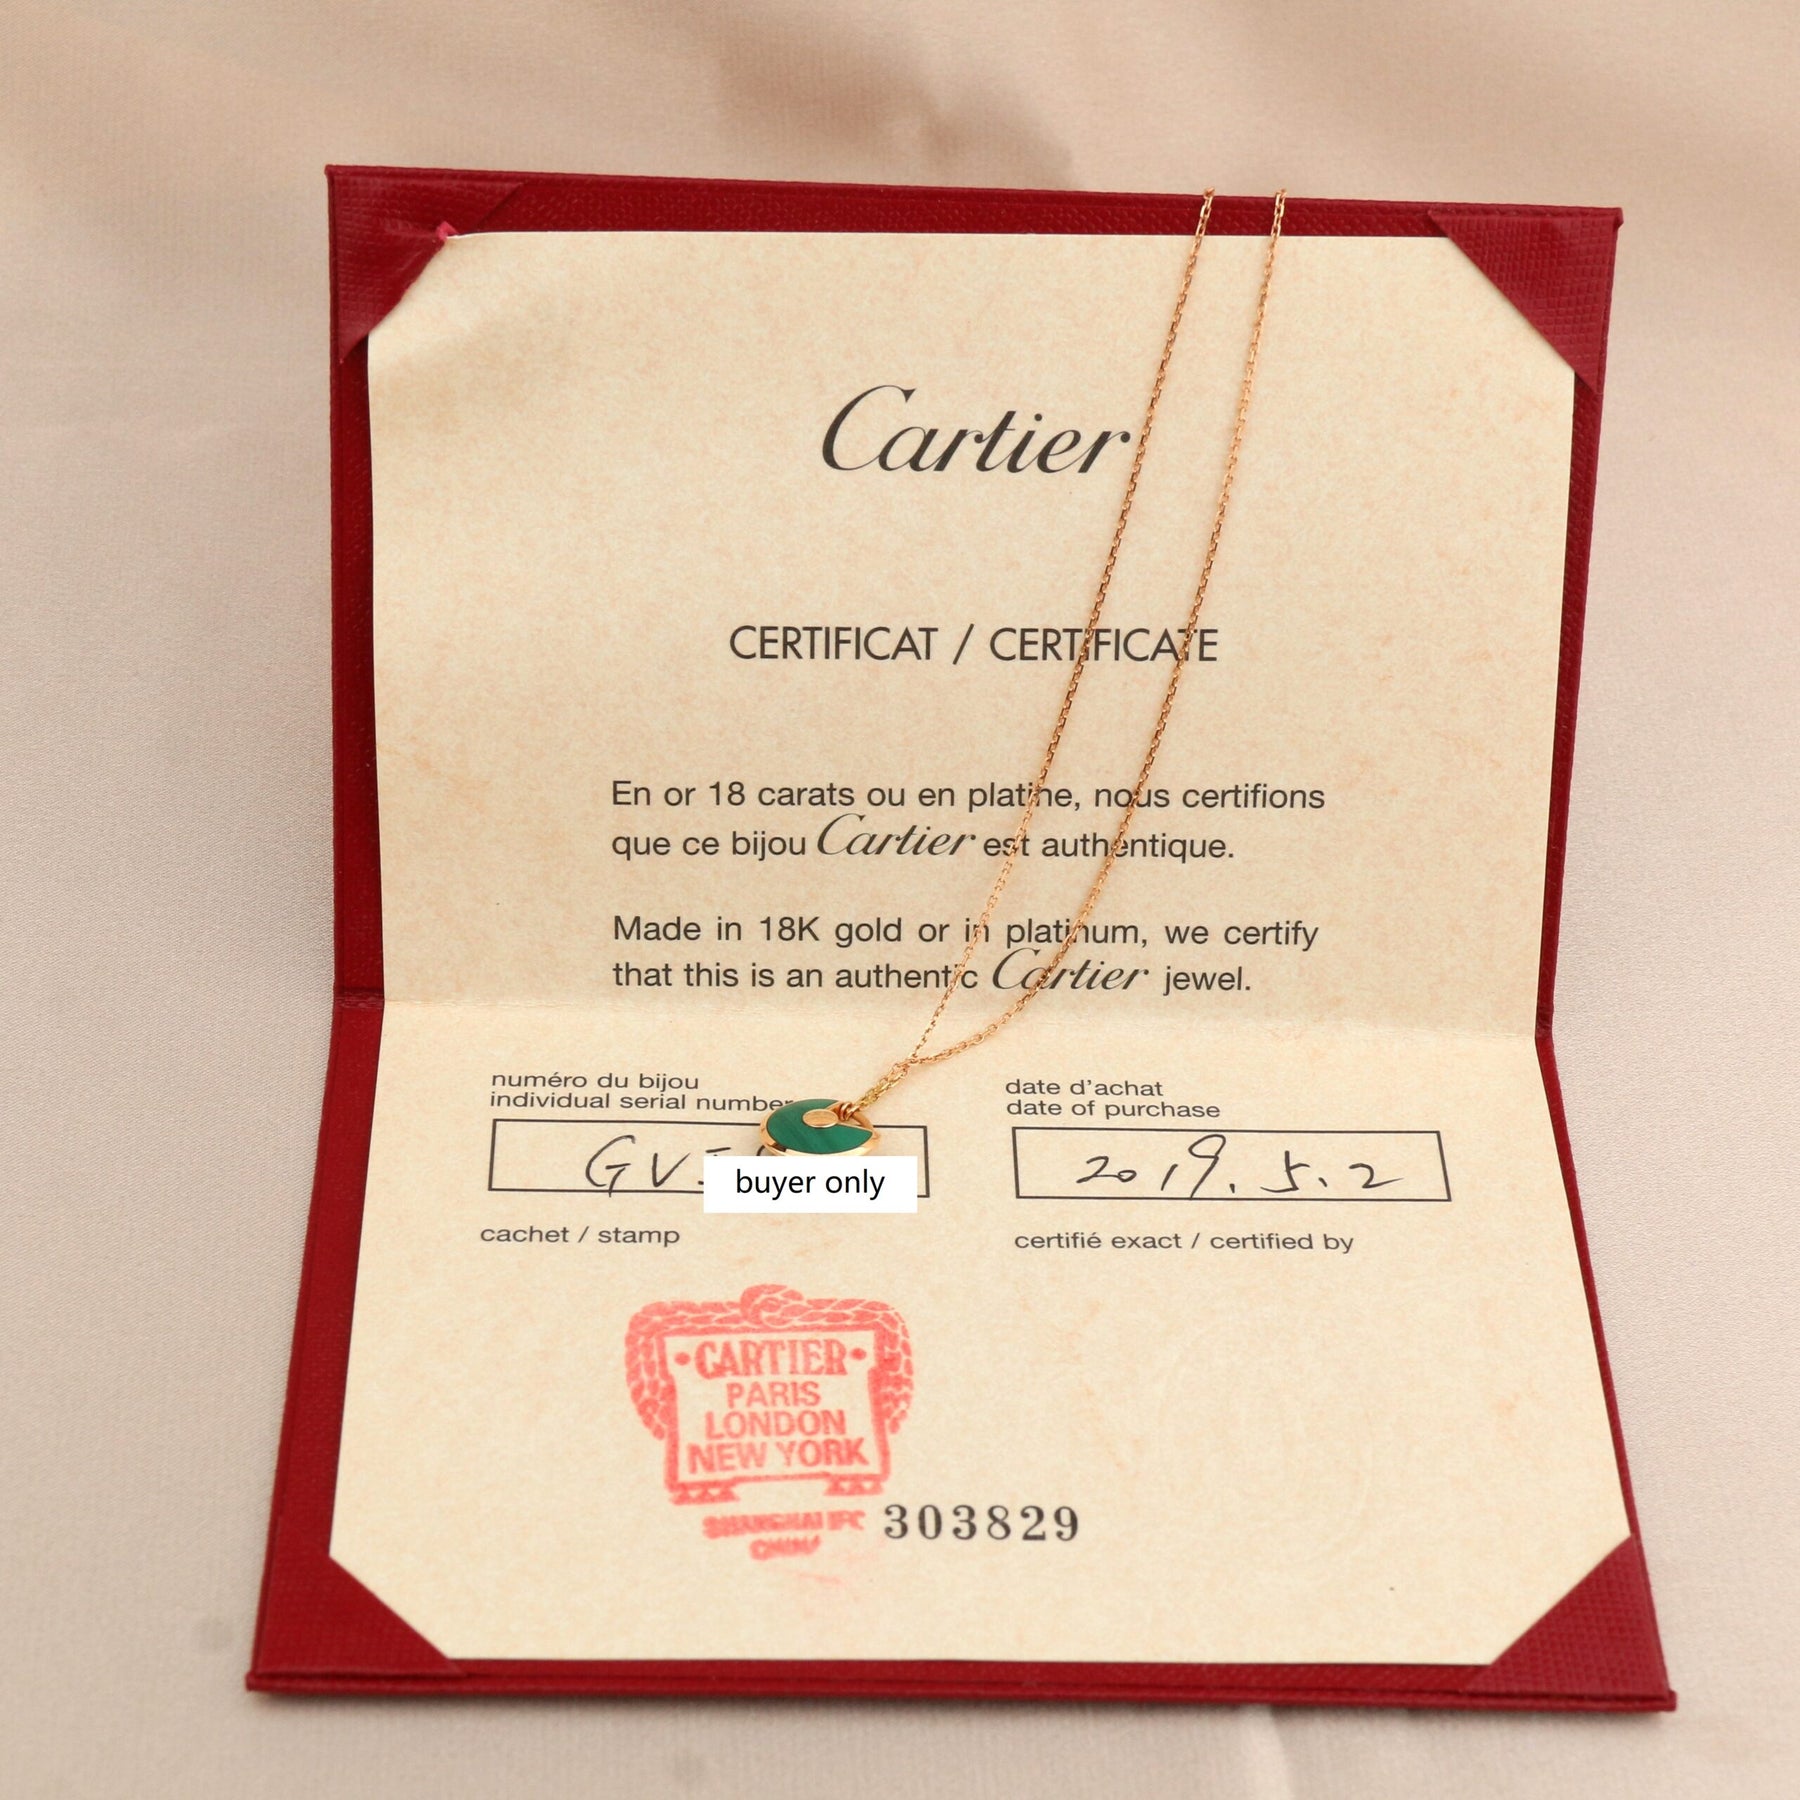 Cartier
CERTIFICAT / CERTIFICATE
En or 18 carats ou en platine, nous certifions
que ce bijou Cartier est authentique.
Made in 18K gold or in platinum, we certify
that this is an authentic Cartier jewel.
numéro du bijou
individual serial number
GV
buyer only
date d'achat
date of purchase
2019.5.2
cachet / stamp
certifié exact / certified by
CARTIER
PARIS
LONDON
NEW YORK
SHANGHAI IFC
CHINA
303829